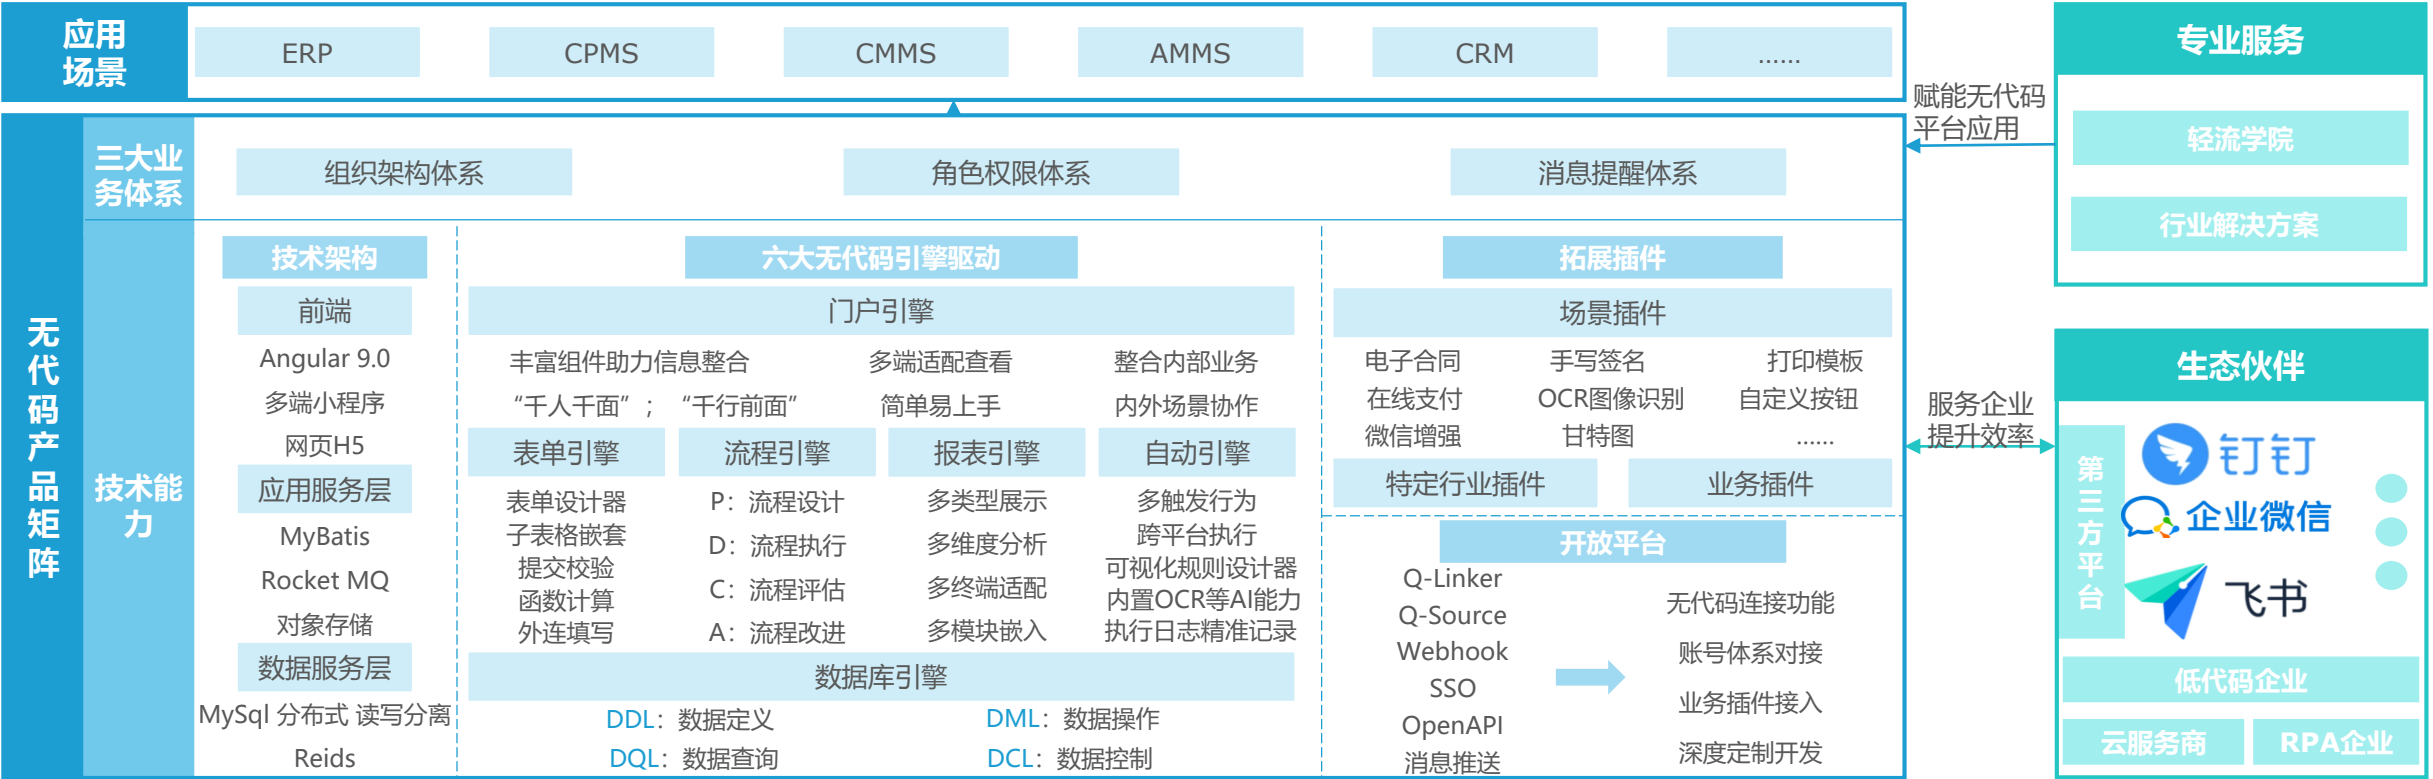 应用
场景
ERP
CPMS
CMMS
AMMS
CRM
......
无代码产品矩阵
三大业
务体系
组织架构体系
角色权限体系
消息提醒体系
技术能
力
技术架构
前端
Angular 9.0
多端小程序
网页H5
应用服务层
MyBatis
Rocket MQ
对象存储
数据服务层
MySql 分布式 读写分离
Reids
六大无代码引擎驱动
门户引擎
丰富组件助力信息整合
多端适配查看
整合内部业务
“千人千面”；“千行前面”
简单易上手
内外场景协作
表单引擎
表单设计器
子表格嵌套
提交校验
函数计算
外连填写
流程引擎
P：流程设计
D：流程执行
C：流程评估
A：流程改进
报表引擎
多类型展示
多维度分析
多终端适配
多模块嵌入
自动引擎
多触发行为
跨平台执行
可视化规则设计器
内置OCR等AI能力
执行日志精准记录
数据库引擎
DDL：数据定义
DML：数据操作
DQL：数据查询
DCL：数据控制
拓展插件
场景插件
电子合同
手写签名
打印模板
在线支付
OCR图像识别
自定义按钮
微信增强
甘特图
......
特定行业插件
业务插件
开放平台
Q-Linker
Q-Source
Webhook
SSO
OpenAPI
消息推送
无代码连接功能
账号体系对接
业务插件接入
深度定制开发
赋能无代码
平台应用
服务企业
提升效率
专业服务
轻流学院
行业解决方案
生态伙伴
第三方平台
钉钉
企业微信
飞书
低代码企业
云服务商
RPA企业